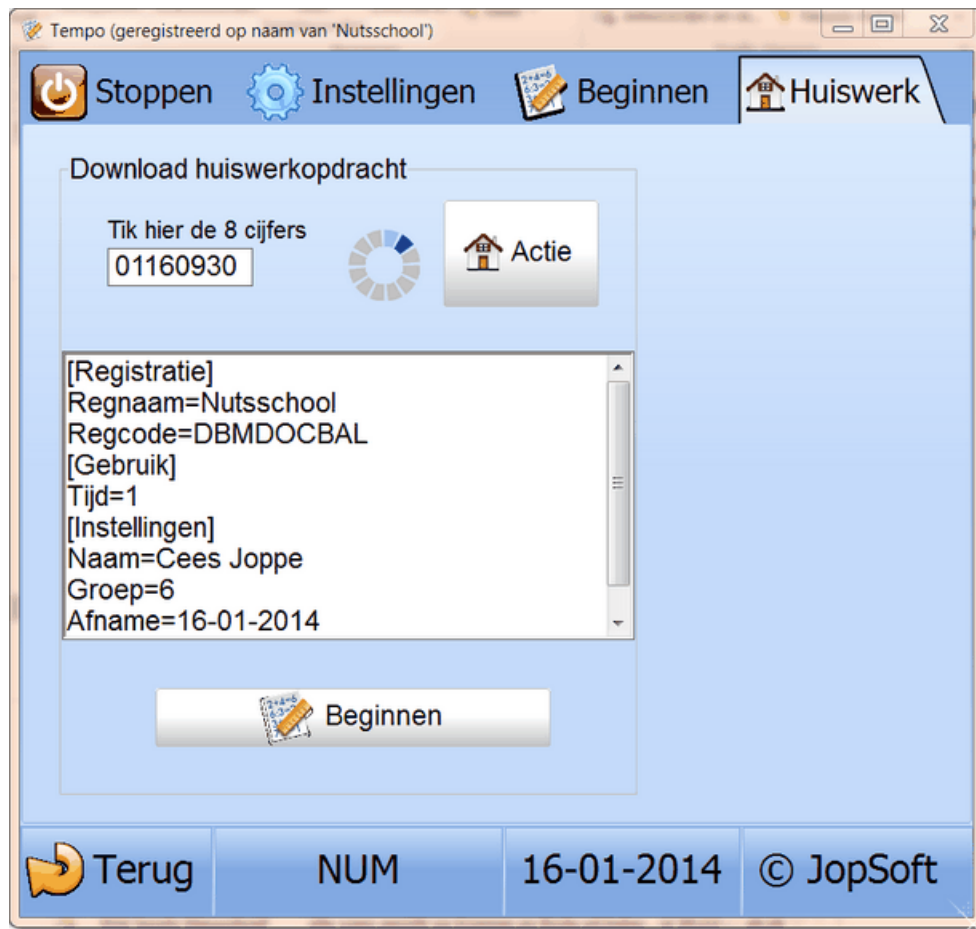 Tempo (geregistreerd op naam van 'Nutsschool')
Stoppen Instellingen Beginnen Huiswerk
Download huiswerkopdracht
Tik hier de 8 cijfers
01160930
Actie
[Registratie]
Regnaam=Nutsschool
Regcode=DBMDOCBAL
[Gebruik]
Tijd=1
[Instellingen]
Naam=Cees Joppe
Groep=6
Afname=16-01-2014
Beginnen
Terug NUM 16-01-2014 © JopSoft